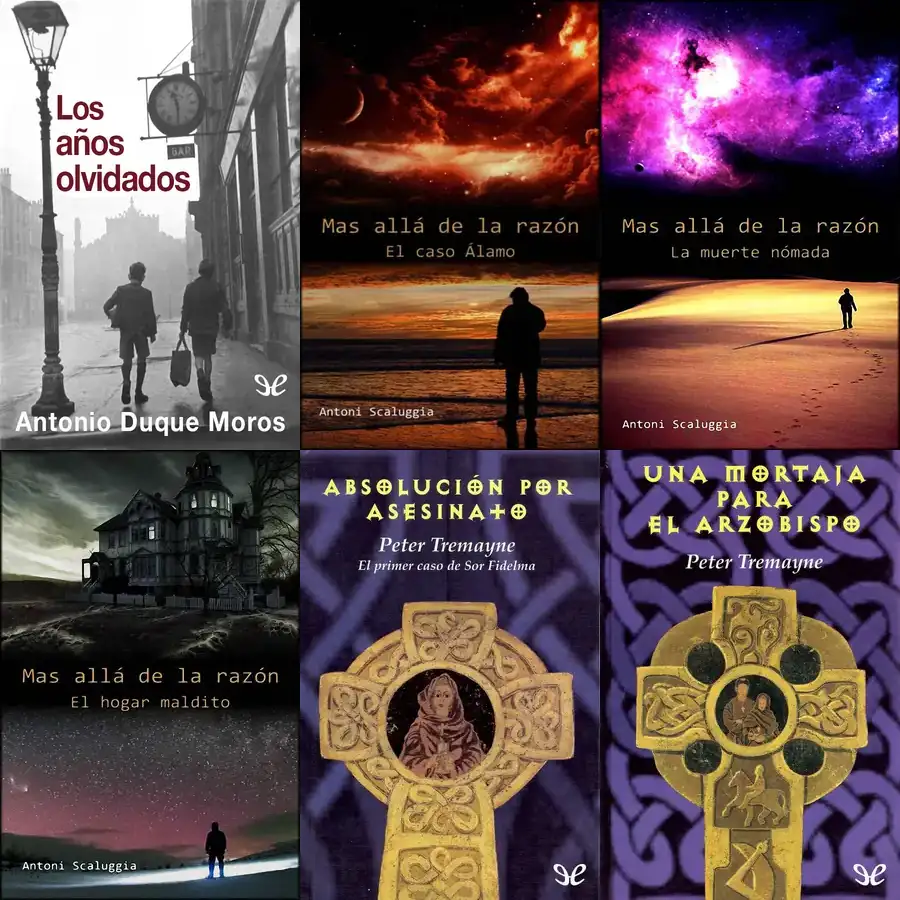 Los
años
olvidados
BAR
Antonio Duque Moros
Mas allá de la razón
El caso Álamo
Antoni Scaluggia
Mas allá de la razón
La muerte nómada
Antoni Scaluggia
Mas allá de la razón
El hogar maldito
Antoni Scaluggia
ABSOLUCIÓN POR
ASESINATO
Peter Tremayne
El primer caso de Sor Fidelma
UNA MORTAJA
PARA
EL ARZOBISPO
Peter Tremayne